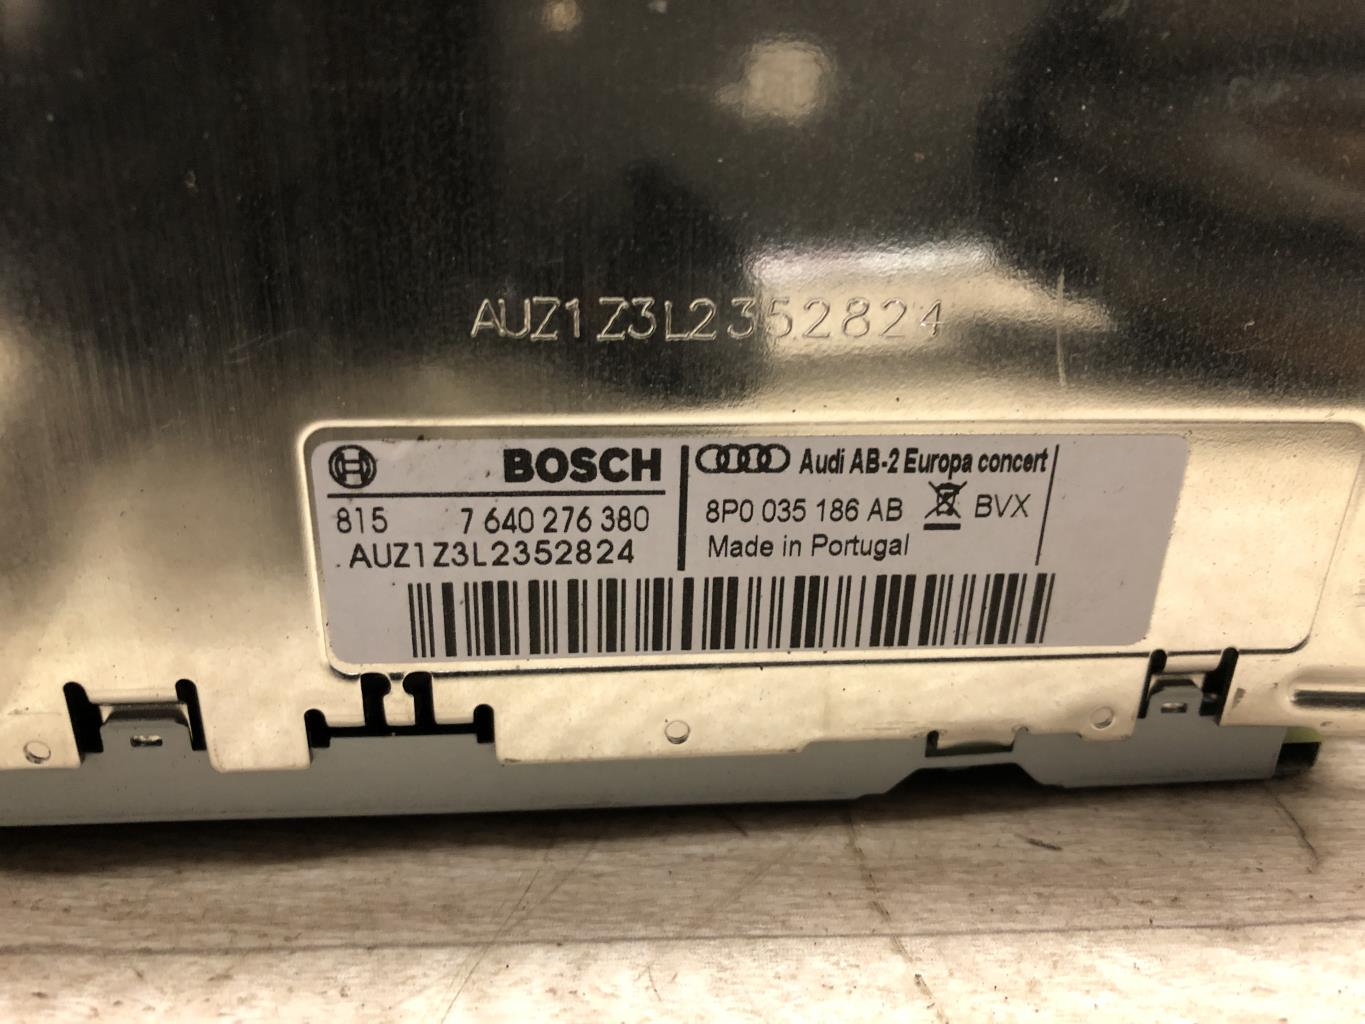 AUZ1Z3L2352824
BOSCH
815 7 640 276 380
AUZ1Z3L2352824
Audi AB-2 Europa concert
8P0 035 186 AB BVX
Made in Portugal